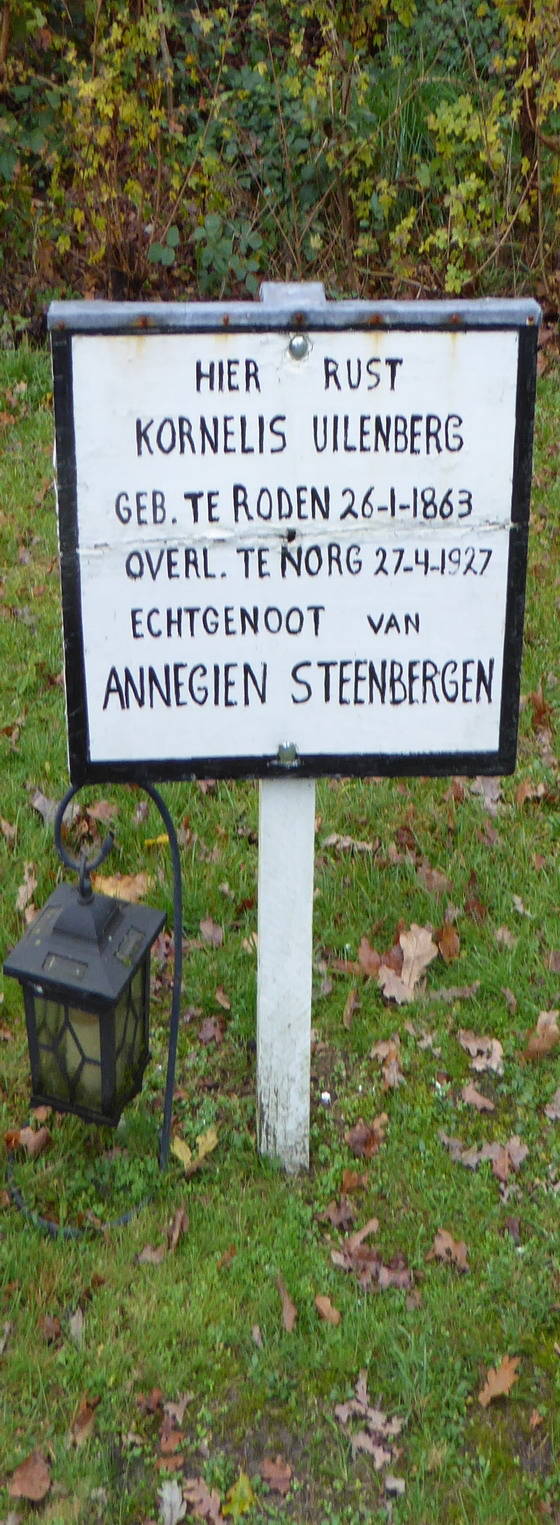 HIER RUST
KORNELIS UILENBERG
GEB. TE RODEN 26-1-1863
OVERL. TE NORG 27-4-1927
ECHTGENOOT VAN
ANNEGIEN STEENBERGEN